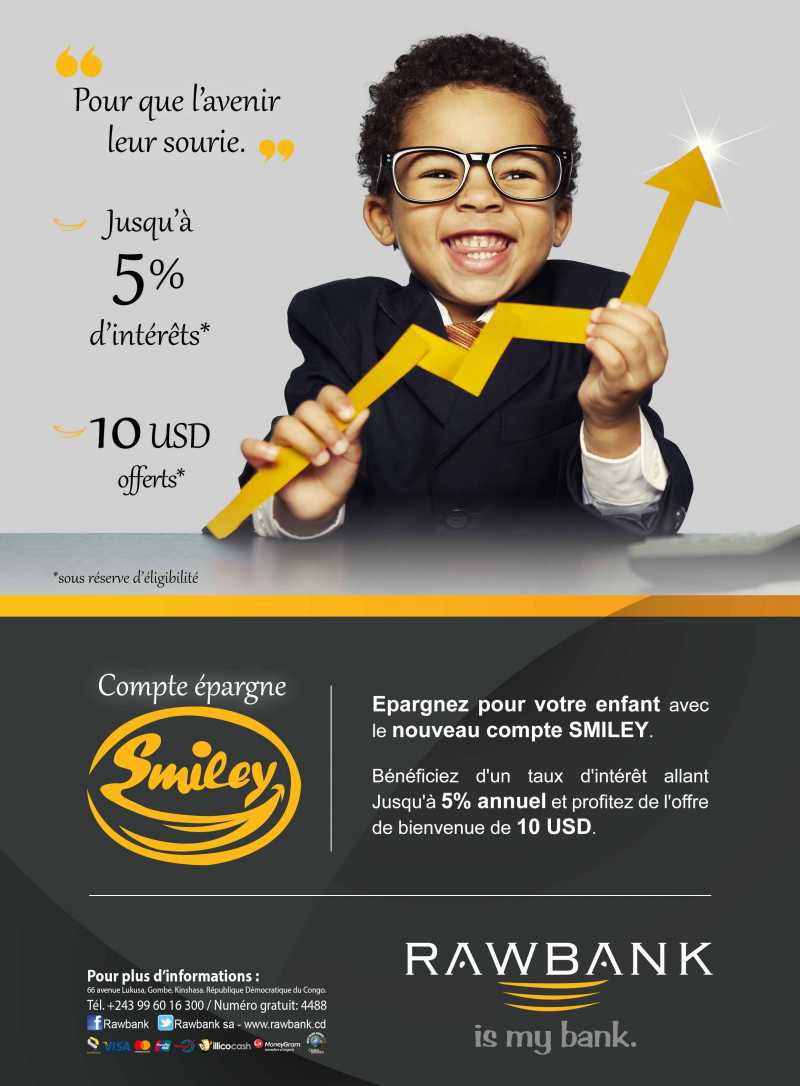 Pour que l’avenir
leur sourie.
Jusqu’à
5%
d’intérêts*
10 USD
offerts*
*sous réserve d’éligibilité
Compte épargne
Smiley
Epargnez pour votre enfant avec
le nouveau compte SMILEY.
Bénéficiez d'un taux d'intérêt allant
Jusqu'à 5% annuel et profitez de l'offre
de bienvenue de 10 USD.
Pour plus d’informations :
66 avenue Lukusa, Gombe, Kinshasa. République Démocratique du Congo.
Tél. +243 99 60 16 300 / Numéro gratuit: 4488
Rawbank Rawbank sa - www.rawbank.cd
VISA illicocash MoneyGram
RAWBANK
is my bank.